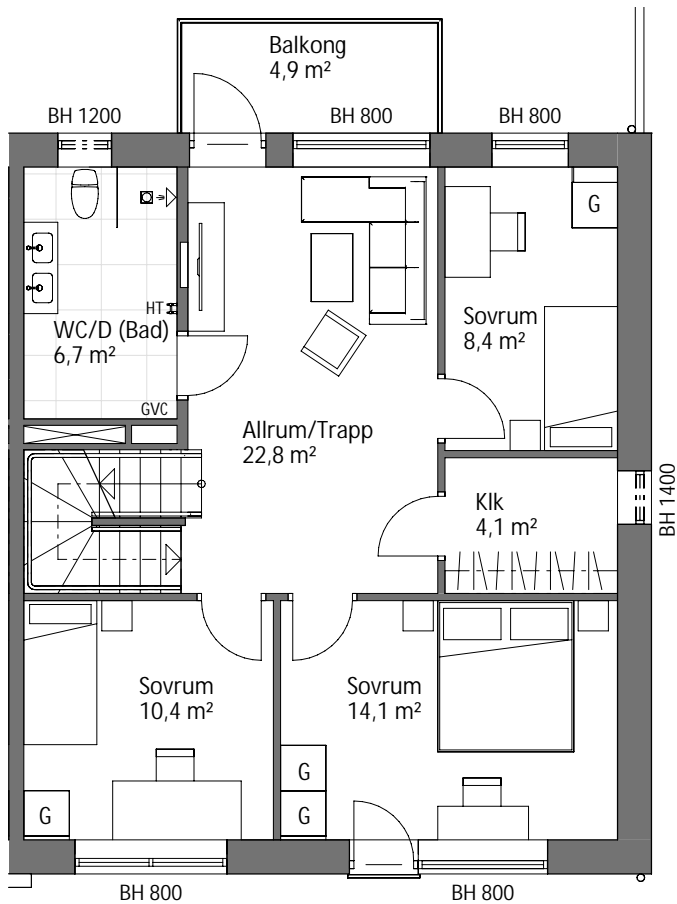 Balkong
4,9 m²
BH 1200
BH 800
BH 800
G
HT
WC/D (Bad)
6,7 m²
Sovrum
8,4 m²
GVC
Allrum/Trapp
22,8 m²
Klk
4,1 m²
BH 1400
Sovrum
10,4 m²
Sovrum
14,1 m²
G
G
G
BH 800
BH 800